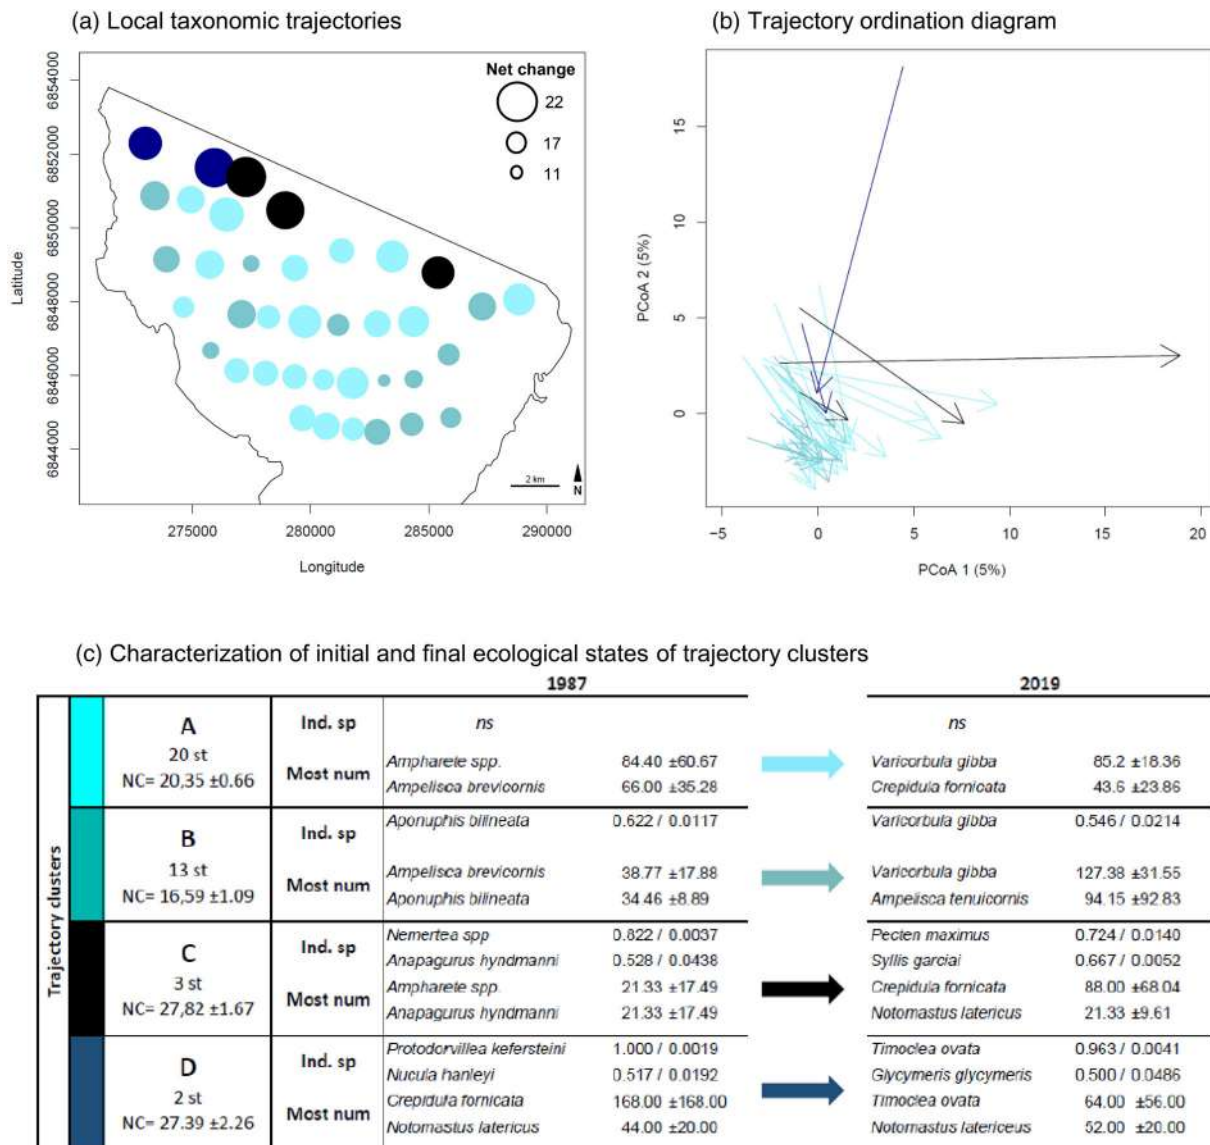 (a) Local taxonomic trajectories
(b) Trajectory ordination diagram
Net change
22
17
11
6854000
6852000
6850000
6848000
6846000
6844000
Latitude
2 km
N
275000 280000 285000 290000
Longitude
15
10
5
0
PCoA 2 (5%)
−5 0 5 10 15 20
PCoA 1 (5%)
(c) Characterization of initial and final ecological states of trajectory clusters
1987 2019
Trajectory clusters
A
20 st
NC= 20,35 ±0.66
Ind. sp ns ns
Most num Ampharete spp. 84.40 ±60.67 Varicorbula gibba 85.2 ±18.36
Ampelisca brevicornis 66.00 ±35.28 Crepidula fornicata 43.6 ±23.86
B
13 st
NC= 16,59 ±1.09
Ind. sp Aponuphis bilineata 0.622 / 0.0117 Varicorbula gibba 0.546 / 0.0214
Most num Ampelisca brevicornis 38.77 ±17.88 Varicorbula gibba 127.38 ±31.55
Aponuphis bilineata 34.46 ±8.89 Ampelisca tenuicornis 94.15 ±92.83
C
3 st
NC= 27,82 ±1.67
Ind. sp Nemertea spp 0.822 / 0.0037 Pecten maximus 0.724 / 0.0140
Anapagurus hyndmanni 0.528 / 0.0438 Syllis garciai 0.667 / 0.0052
Most num Ampharete spp. 21.33 ±17.49 Crepidula fornicata 88.00 ±68.04
Anapagurus hyndmanni 21.33 ±17.49 Notomastus latericus 21.33 ±9.61
D
2 st
NC= 27.39 ±2.26
Ind. sp Protodorvillea kefersteini 1.000 / 0.0019 Timoclea ovata 0.963 / 0.0041
Nucula hanleyi 0.517 / 0.0192 Glycymeris glycymeris 0.500 / 0.0486
Most num Crepidula fornicata 168.00 ±168.00 Timoclea ovata 64.00 ±56.00
Notomastus latericus 44.00 ±20.00 Notomastus latericeus 52.00 ±20.00